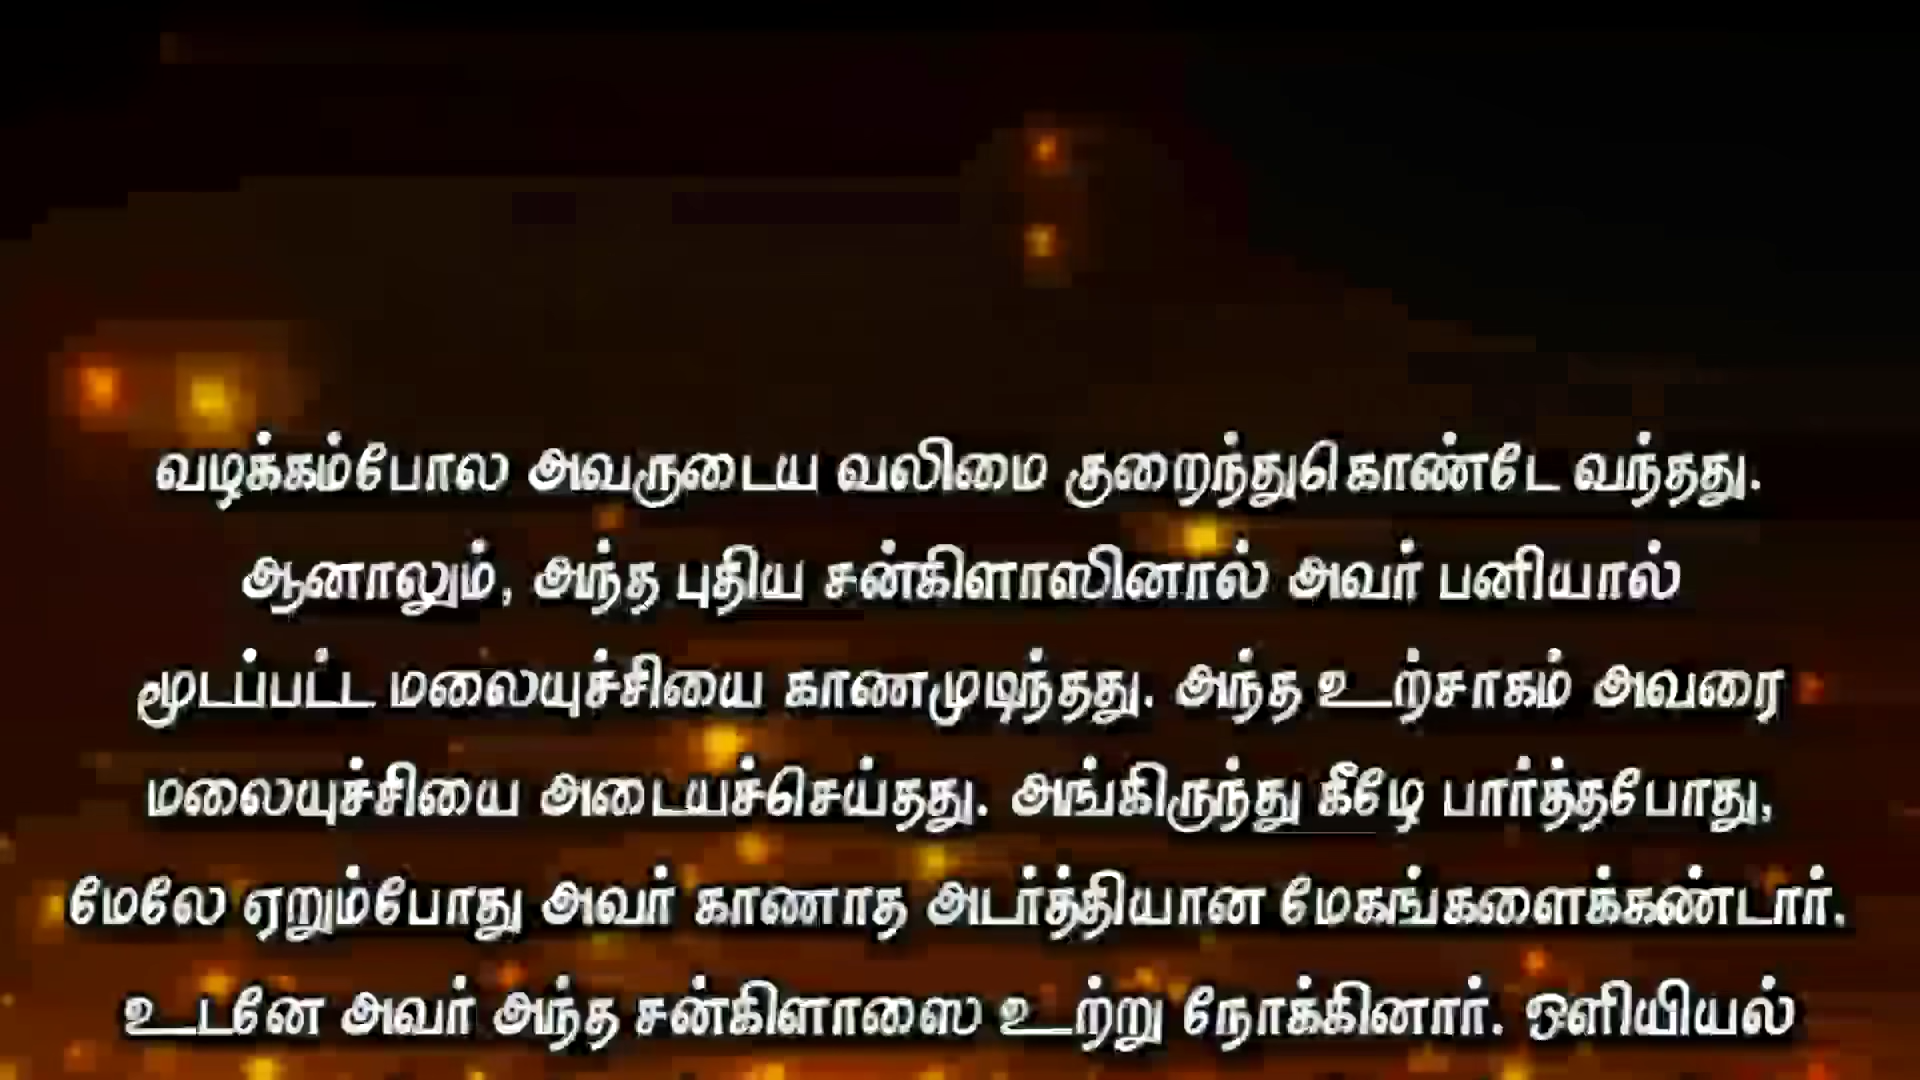 வழக்கம்போல அவருடைய வலிமை குறைந்துகொண்டே வந்தது.
ஆனாலும், அந்த புதிய சன்கிளாஸினால் அவர் பனியால்
மூடப்பட்ட மலையுச்சியை காணமுடிந்தது. அந்த உற்சாகம் அவரை
மலையுச்சியை அடையச்செய்தது. அங்கிருந்து கீழே பார்த்தபோது,
மேலே ஏறும்போது அவர் காணாத அடர்த்தியான மேகங்களைக்கண்டார்.
உடனே அவர் அந்த சன்கிளாஸை உற்று நோக்கினார். ஒளியியல்